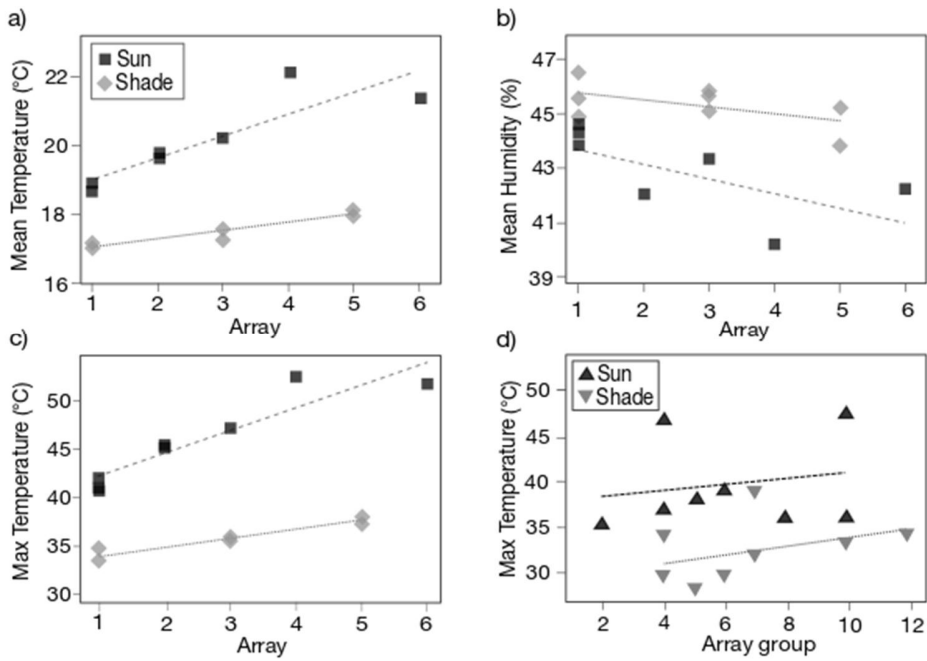 a)
Mean Temperature (°C)
22
20
18
16
Sun
Shade
1 2 3 4 5 6
Array
b)
Mean Humidity (%)
47
45
43
41
39
1 2 3 4 5 6
Array
c)
Max Temperature (°C)
50
45
40
35
30
1 2 3 4 5 6
Array
d)
Max Temperature (°C)
50
45
40
35
30
Sun
Shade
2 4 6 8 10 12
Array group